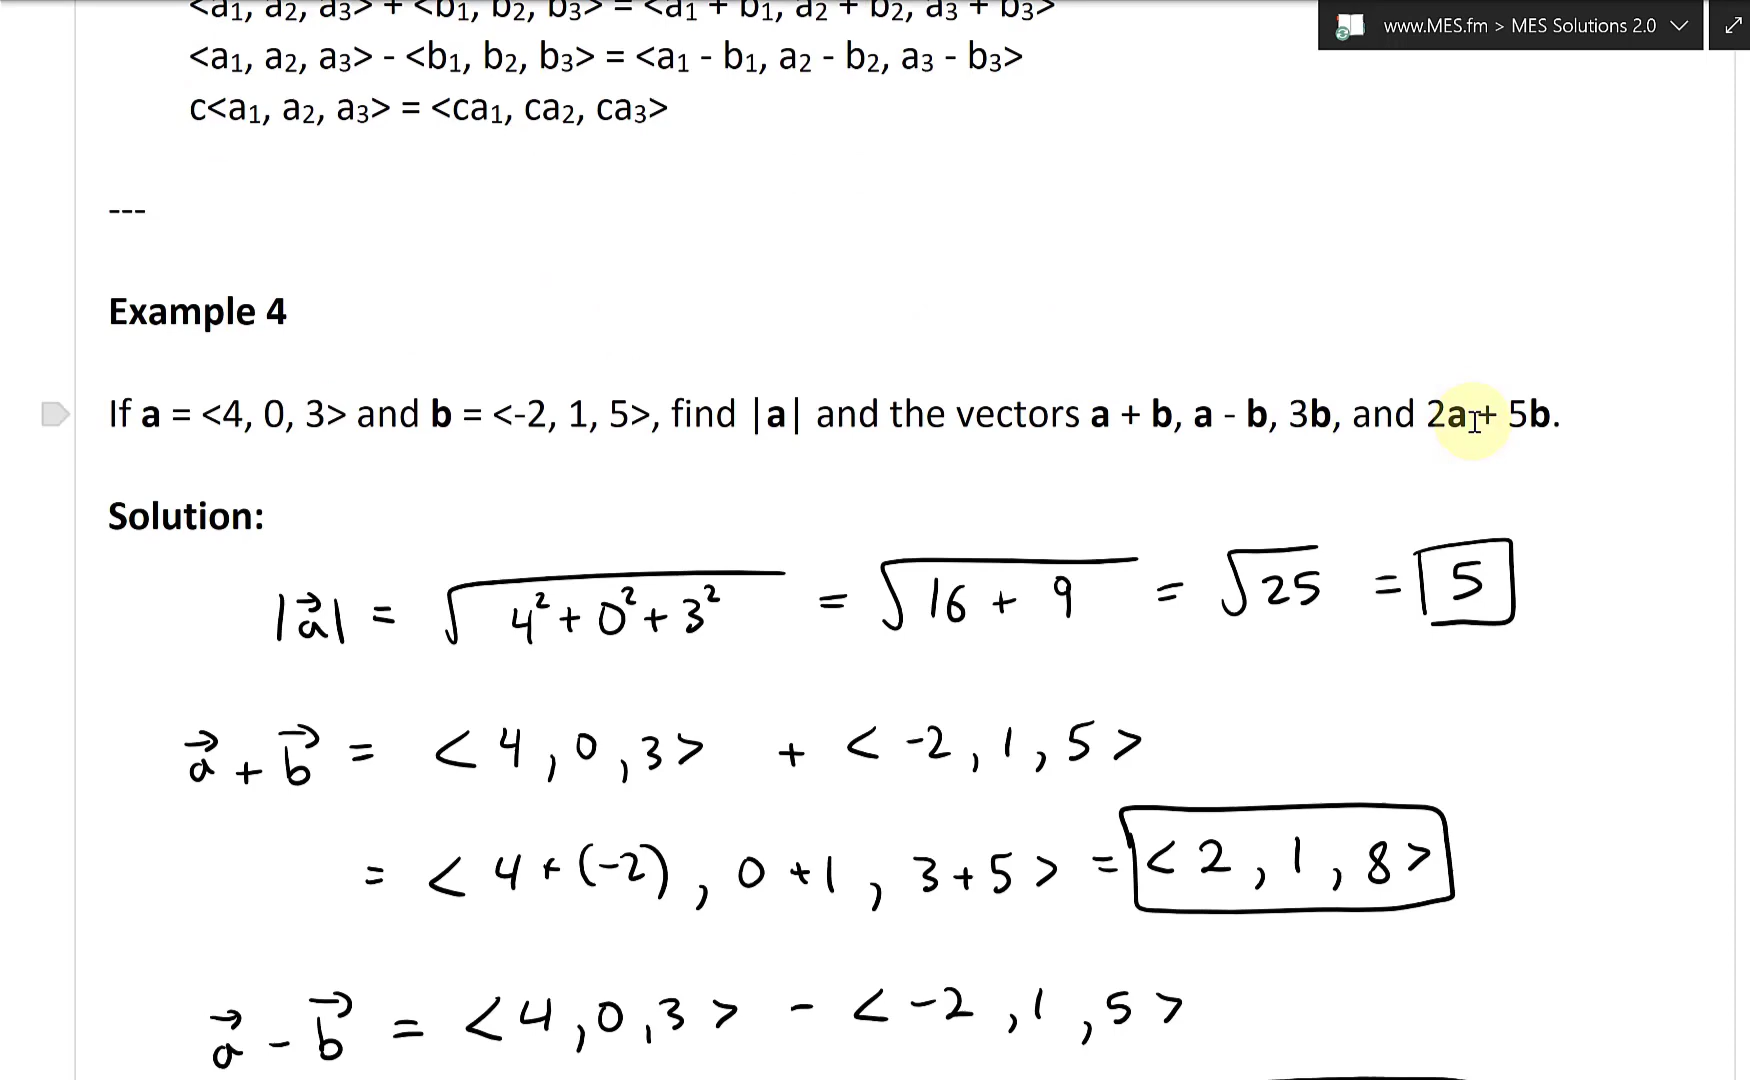 <a₁, a₂, a₃> + <b₁, b₂, b₃> = <a₁ + b₁, a₂ + b₂, a₃ + b₃>
www.MES.fm > MES Solutions 2.0
<a₁, a₂, a₃> - <b₁, b₂, b₃> = <a₁ - b₁, a₂ - b₂, a₃ - b₃>
c<a₁, a₂, a₃> = <ca₁, ca₂, ca₃>
---
Example 4
If a = <4, 0, 3> and b = <-2, 1, 5>, find |a| and the vectors a + b, a - b, 3b, and 2a + 5b.
Solution:
|a⃗| = √(4² + 0² + 3²) = √(16 + 9) = √25 = 5
a⃗ + b⃗ = < 4 , 0 , 3 > + < -2 , 1 , 5 >
= < 4 + (-2) , 0 + 1 , 3 + 5 > = < 2 , 1 , 8 >
a⃗ - b⃗ = < 4 , 0 , 3 > - < -2 , 1 , 5 >